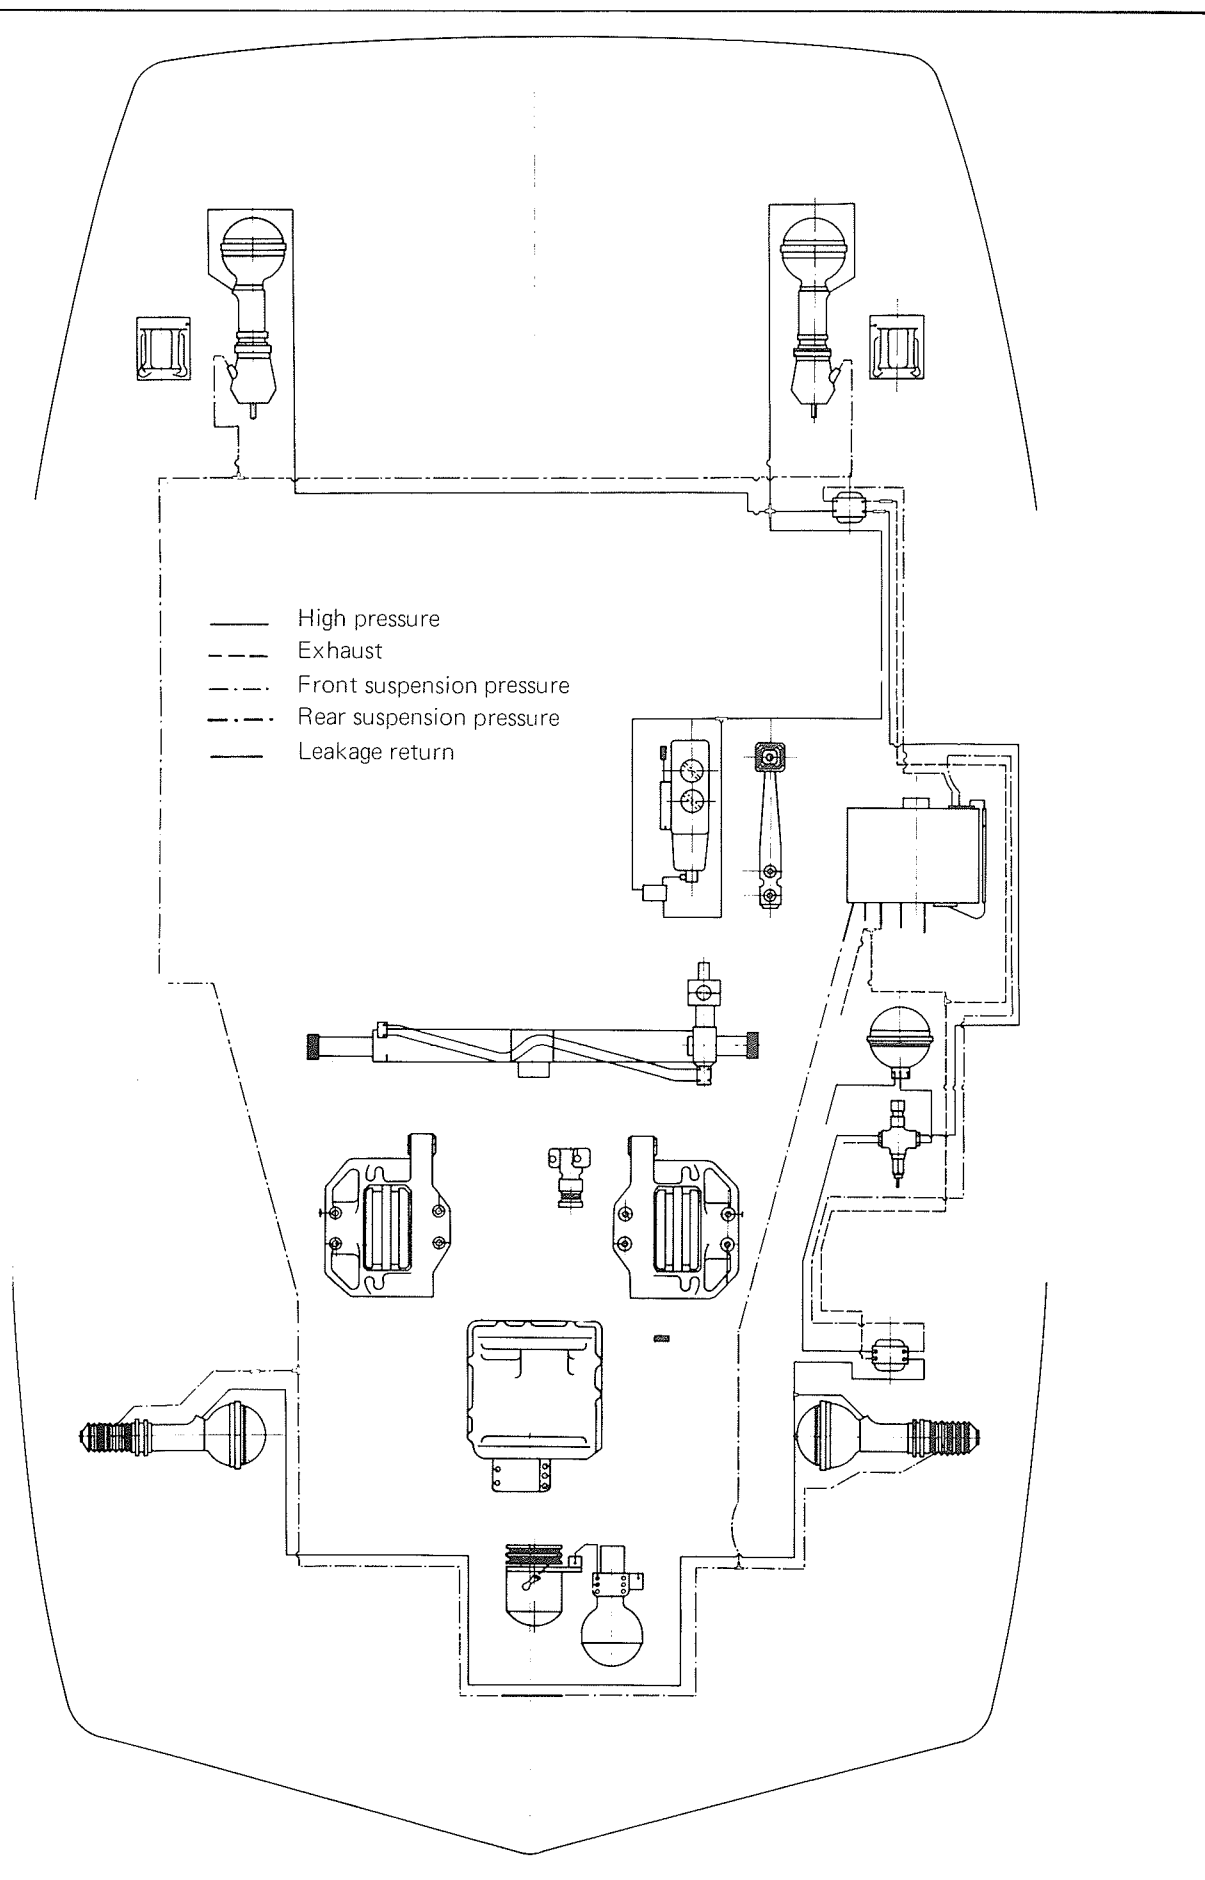 High pressure
Exhaust
Front suspension pressure
Rear suspension pressure
Leakage return